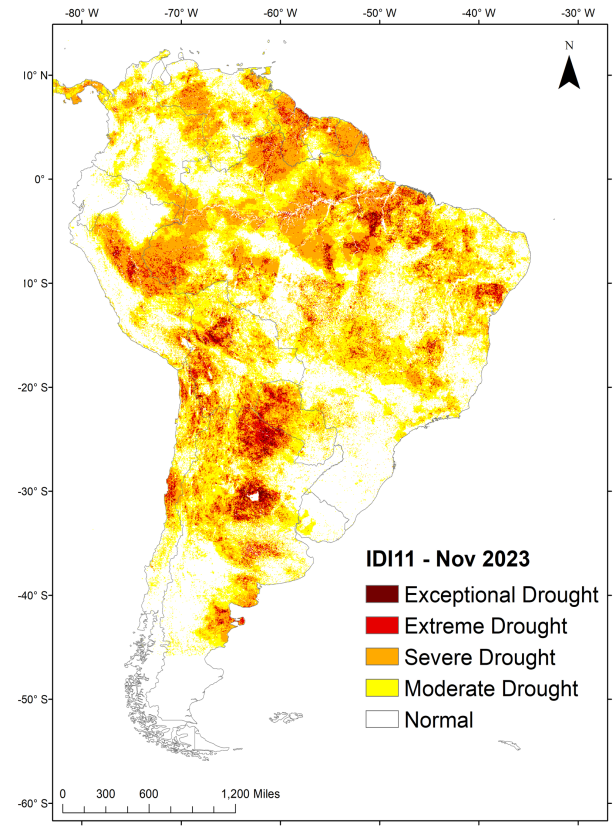 -80° -70° -60° -50° -40° -30°
N
10° N
0°
-10° S
-20° S
-30° S
-40° S
-50° S
-60° S
IDI11 - Nov 2023
Exceptional Drought
Extreme Drought
Severe Drought
Moderate Drought
Normal
0 300 600 1,200 Miles